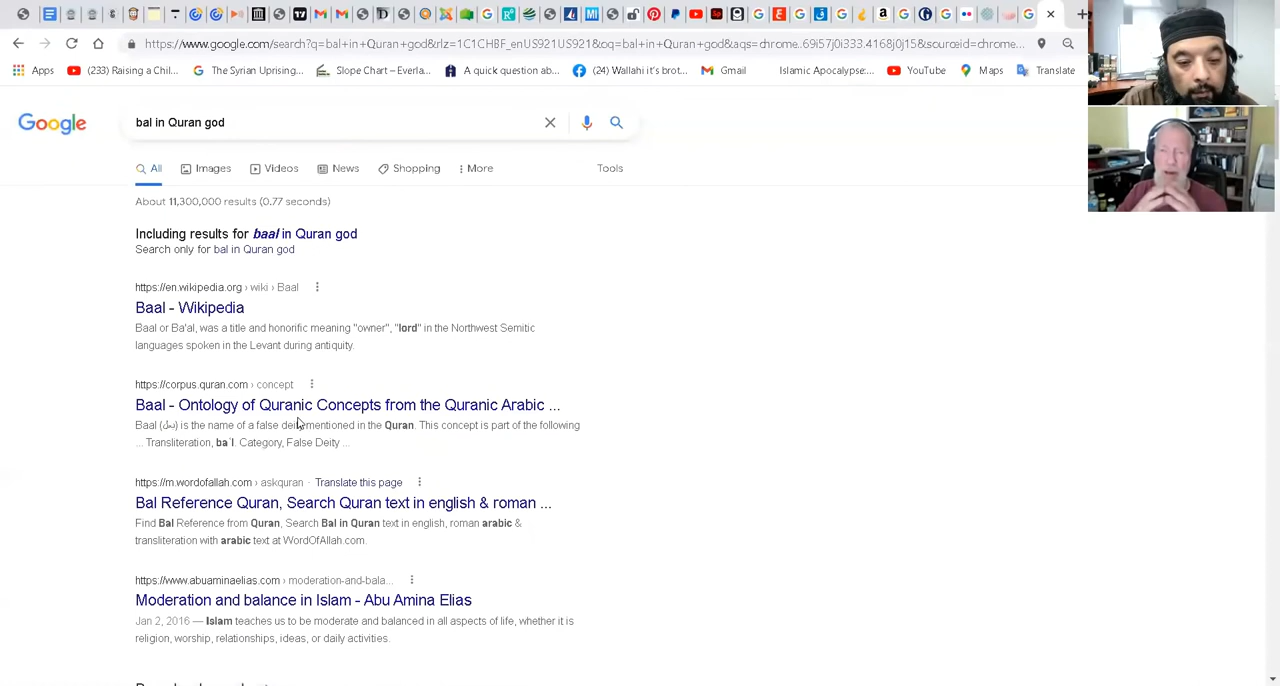 https://www.google.com/search?q=bal+in+Quran+god&rlz=1C1CHBF_enUS921US921&oq=bal+in+Quran+god&aqs=chrome..69i57j0i333.4168j0j15&sourceid=chrome...
Apps (233) Raising a Chil... The Syrian Uprising... Slope Chart – Everla... A quick question ab... (24) Wallahi it's brot... Gmail Islamic Apocalypse:... YouTube Maps Translate
Google bal in Quran god
All Images Videos News Shopping More Tools
About 11,300,000 results (0.77 seconds)
Including results for baal in Quran god
Search only for bal in Quran god
https://en.wikipedia.org › wiki › Baal
Baal - Wikipedia
Baal or Ba'al, was a title and honorific meaning "owner", "lord" in the Northwest Semitic
languages spoken in the Levant during antiquity.
https://corpus.quran.com › concept
Baal - Ontology of Quranic Concepts from the Quranic Arabic ...
Baal (بعل) is the name of a false mentioned in the Quran. This concept is part of the following
... Transliteration, ba'l. Category, False Deity ...
https://m.wordofallah.com › askquran · Translate this page
Bal Reference Quran, Search Quran text in english & roman ...
Find Bal Reference from Quran, Search Bal in Quran text in english, roman arabic &
transliteration with arabic text at WordOfAllah.com.
https://www.abuaminaelias.com › moderation-and-bala...
Moderation and balance in Islam - Abu Amina Elias
Jan 2, 2016 — Islam teaches us to be moderate and balanced in all aspects of life, whether it is
religion, worship, relationships, ideas, or daily activities.